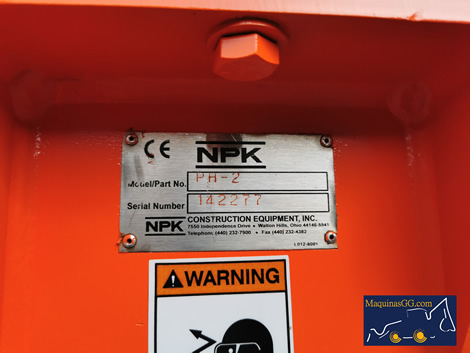 CE
NPK
Model/Part No. PH-2
Serial Number 142277
NPK CONSTRUCTION EQUIPMENT, INC.
7550 Independence Drive • Walton Hills, Ohio 44146-5541
Telephone: (440) 232-7900 • Fax (440) 232-4382
WARNING
MaquinasGG.com